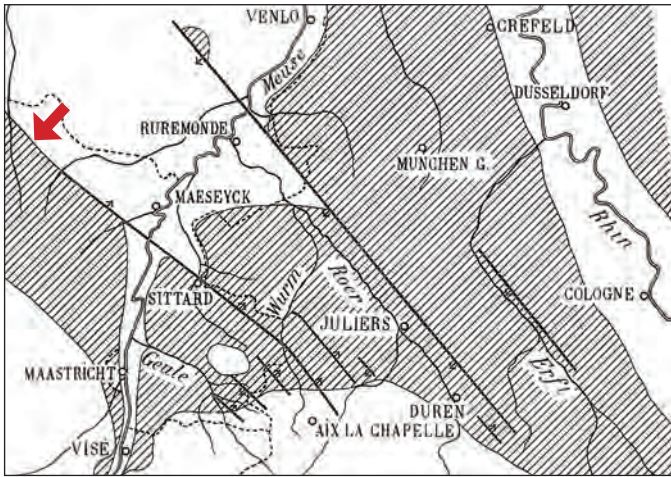 VENLO
CREFELD
Meuse
DUSSELDORF
RUREMONDE
MUNCHEN G.
MAESEYCK
Rhin
SITTARD
Wurm
Roer
COLOGNE
JULIERS
Geule
MAASTRICHT
Erft
DUREN
AIX LA CHAPELLE
VISÉ